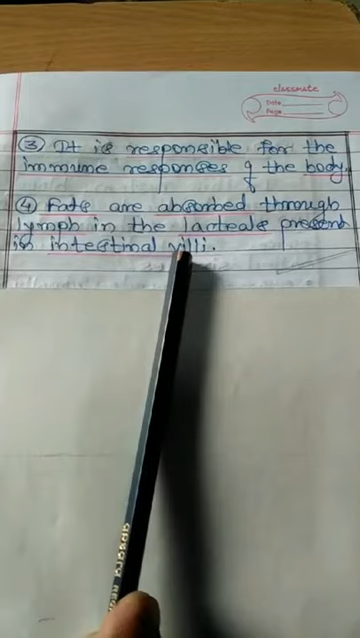 classmate
Date
Page
③ It is responsible for the
immune responses of the body.
④ Fats are absorbed through
lymph in the lacteals present
in intestinal villi.
apsara